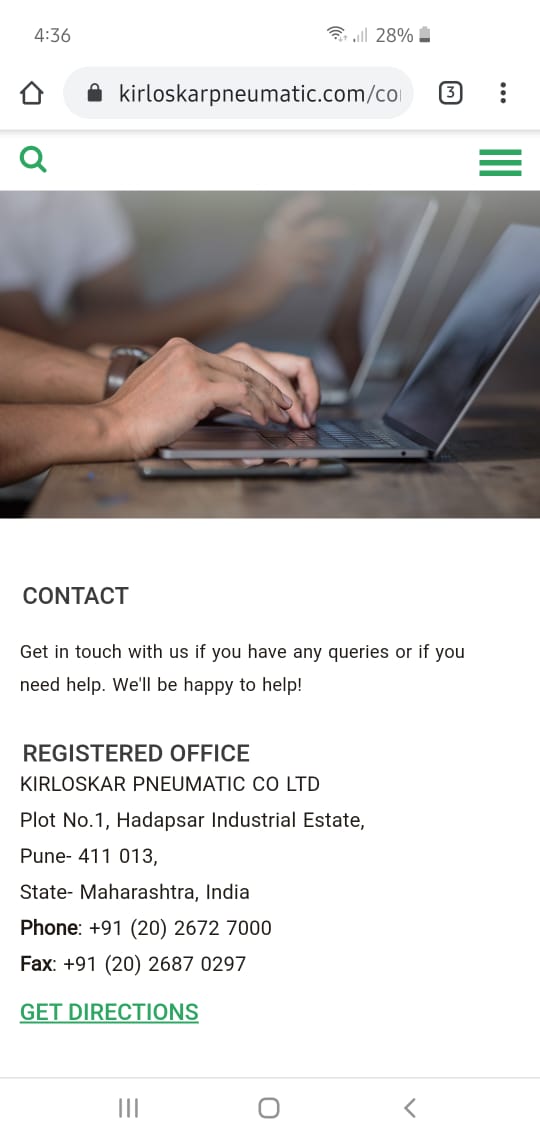 4:36
28%
kirloskarpneumatic.com/co
3
CONTACT
Get in touch with us if you have any queries or if you
need help. We'll be happy to help!
REGISTERED OFFICE
KIRLOSKAR PNEUMATIC CO LTD
Plot No.1, Hadapsar Industrial Estate,
Pune- 411 013,
State- Maharashtra, India
Phone: +91 (20) 2672 7000
Fax: +91 (20) 2687 0297
GET DIRECTIONS